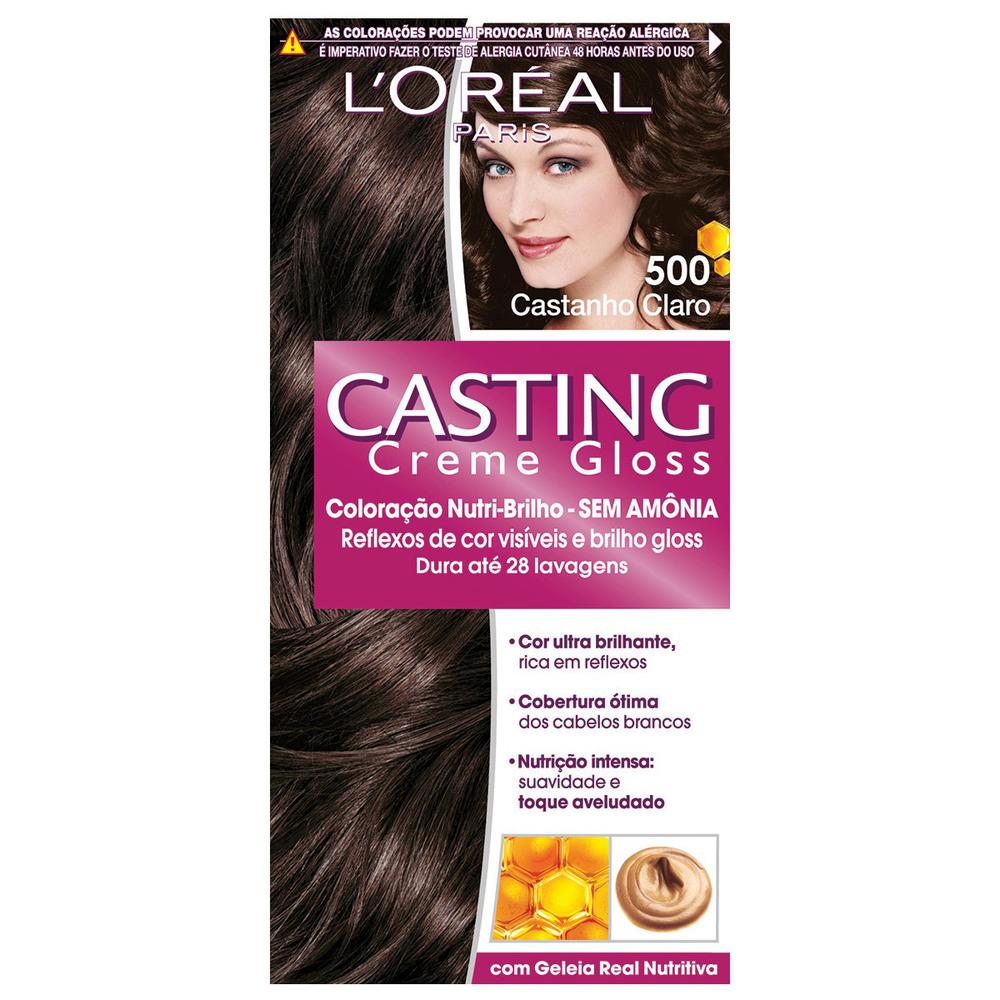 AS COLORAÇÕES PODEM PROVOCAR UMA REAÇÃO ALÉRGICA
É IMPERATIVO FAZER O TESTE DE ALERGIA CUTÂNEA 48 HORAS ANTES DO USO
L'ORÉAL
PARIS
500
Castanho Claro
CASTING
Creme Gloss
Coloração Nutri-Brilho - SEM AMÔNIA
Reflexos de cor visíveis e brilho gloss
Dura até 28 lavagens
• Cor ultra brilhante,
rica em reflexos
• Cobertura ótima
dos cabelos brancos
• Nutrição intensa:
suavidade e
toque aveludado
com Geleia Real Nutritiva